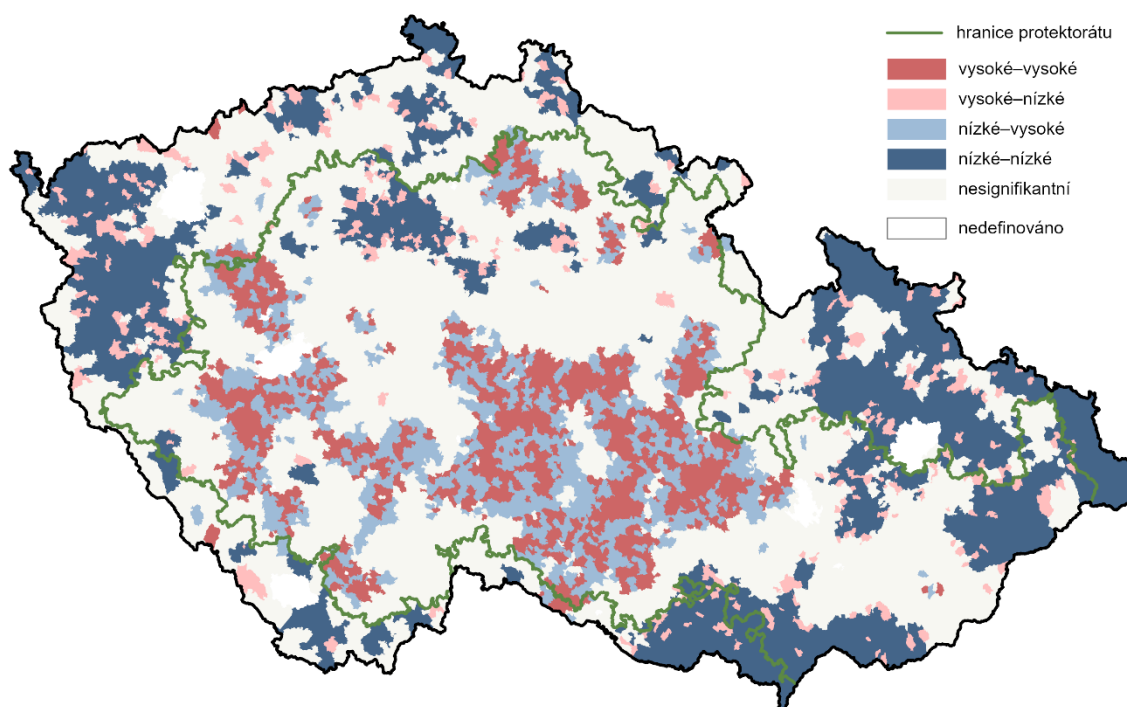 hranice protektorátu
vysoké–vysoké
vysoké–nízké
nízké–vysoké
nízké–nízké
nesignifikantní
nedefinováno